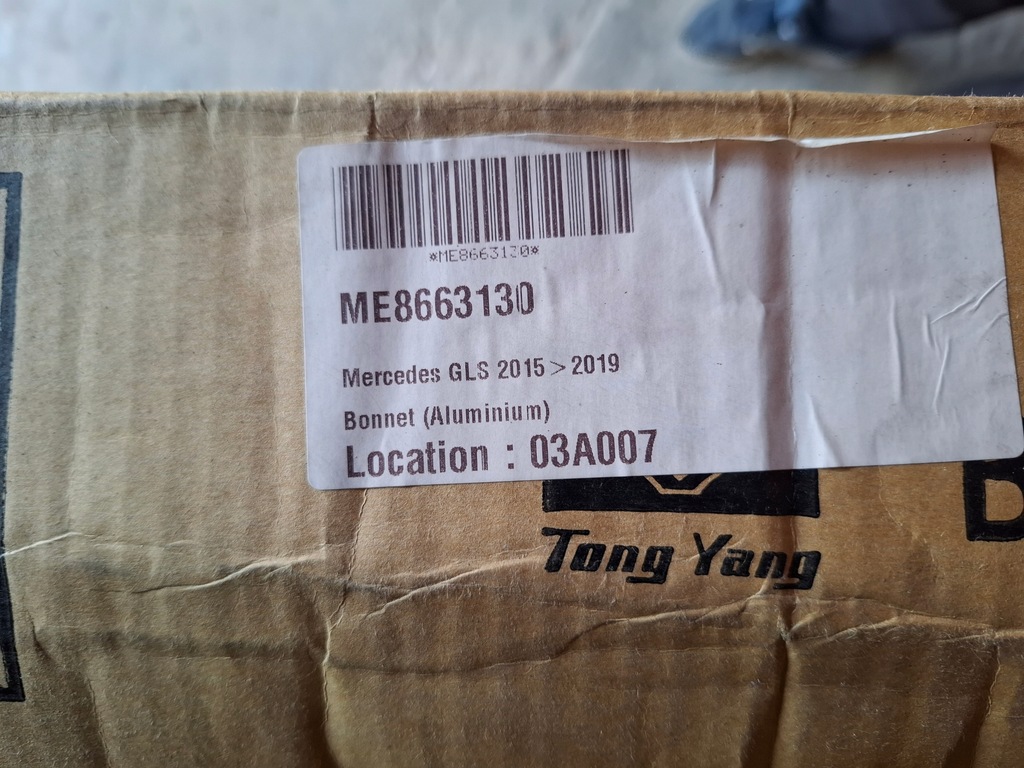 *ME8663130*
ME8663130
Mercedes GLS 2015 > 2019
Bonnet (Aluminium)
Location : 03A007
Tong Yang